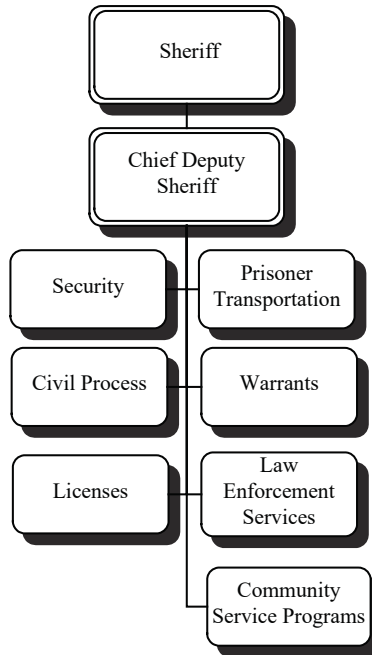 Sheriff
Chief Deputy
Sheriff
Security
Prisoner
Transportation
Civil Process
Warrants
Licenses
Law
Enforcement
Services
Community
Service Programs